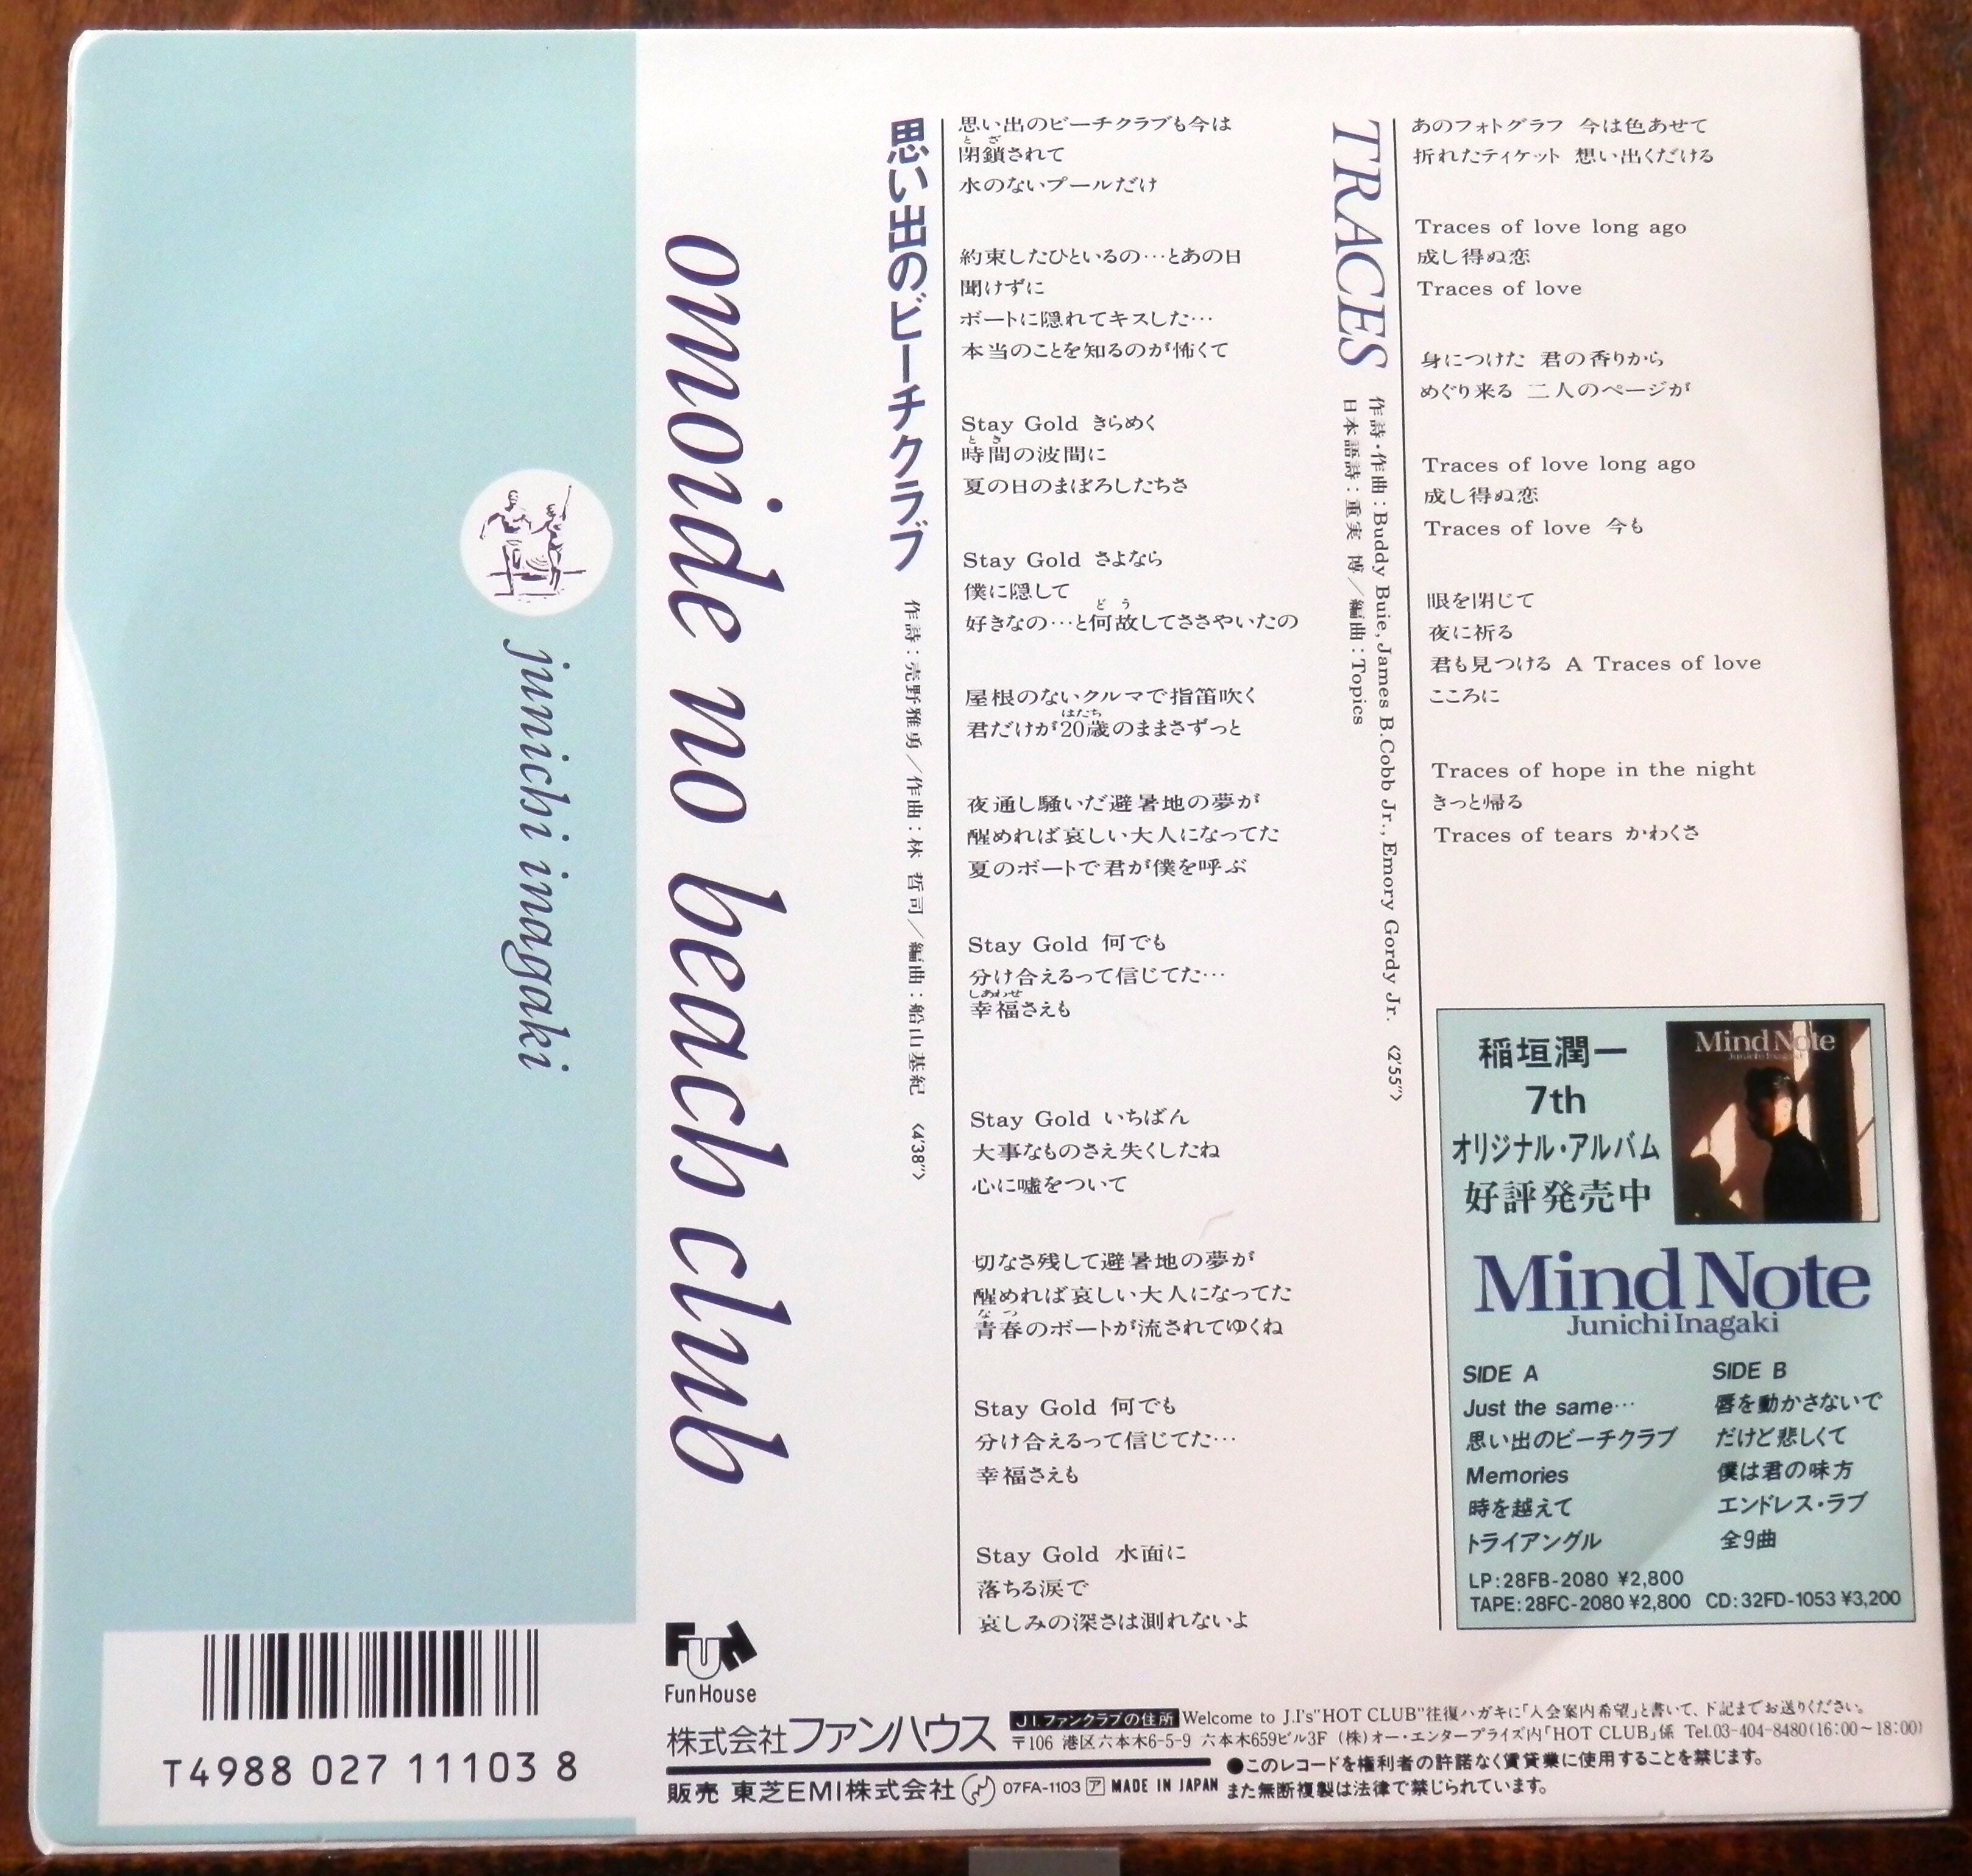 omoide no beach club
junichi inagaki
思い出のビーチクラブ
作詩：売野雅勇／作曲：林 哲司／編曲：船山基紀 〈4'38"〉
思い出のビーチクラブも今は
とざ
閉鎖されて
水のないプールだけ
約束したひといるの…とあの日
聞けずに
ボートに隠れてキスした…
本当のことを知るのが怖くて
Stay Gold きらめく
とき
時間の波間に
夏の日のまぼろしたちさ
Stay Gold さよなら
僕に隠して
どう
好きなの…と何故してささやいたの
屋根のないクルマで指笛吹く
はたち
君だけが20歳のままさずっと
夜通し騒いだ避暑地の夢が
醒めれば哀しい大人になってた
夏のボートで君が僕を呼ぶ
Stay Gold 何でも
分け合えるって信じてた…
しあわせ
幸福さえも
Stay Gold いちばん
大事なものさえ失くしたね
心に嘘をついて
切なさ残して避暑地の夢が
醒めれば哀しい大人になってた
なつ
青春のボートが流されてゆくね
Stay Gold 何でも
分け合えるって信じてた…
幸福さえも
Stay Gold 水面に
落ちる涙で
哀しみの深さは測れないよ
TRACES
作詩・作曲：Buddy Buie, James B.Cobb Jr., Emory Gordy Jr. 〈2'55"〉
日本語詩：重実 博／編曲：Topics
あのフォトグラフ 今は色あせて
折れたティケット 想い出くだける
Traces of love long ago
成し得ぬ恋
Traces of love
身につけた 君の香りから
めぐり来る 二人のページが
Traces of love long ago
成し得ぬ恋
Traces of love 今も
眼を閉じて
夜に祈る
君も見つける A Traces of love
こころに
Traces of hope in the night
きっと帰る
Traces of tears かわくさ
稲垣潤一
7th
オリジナル・アルバム
好評発売中
Mind Note
Junichi Inagaki
Mind Note
Junichi Inagaki
SIDE A
Just the same…
思い出のビーチクラブ
Memories
時を越えて
トライアングル
SIDE B
唇を動かさないで
だけど悲しくて
僕は君の味方
エンドレス・ラブ
全9曲
LP:28FB-2080 ¥2,800
TAPE:28FC-2080 ¥2,800 CD:32FD-1053 ¥3,200
T4988 027 11103 8
Fun
Fun House
株式会社ファンハウス
販売 東芝EMI株式会社 07FA-1103 ア MADE IN JAPAN
J.I.ファンクラブの住所 Welcome to J.I's"HOT CLUB"往復ハガキに「入会案内希望」と書いて、下記までお送りください。
〒106 港区六本木6-5-9 六本木659ビル3F (株)オー・エンタープライズ内「HOT CLUB」係 Tel.03-404-8480(16:00〜18:00)
●このレコードを権利者の許諾なく賃貸業に使用することを禁じます。
また無断複製は法律で禁じられています。